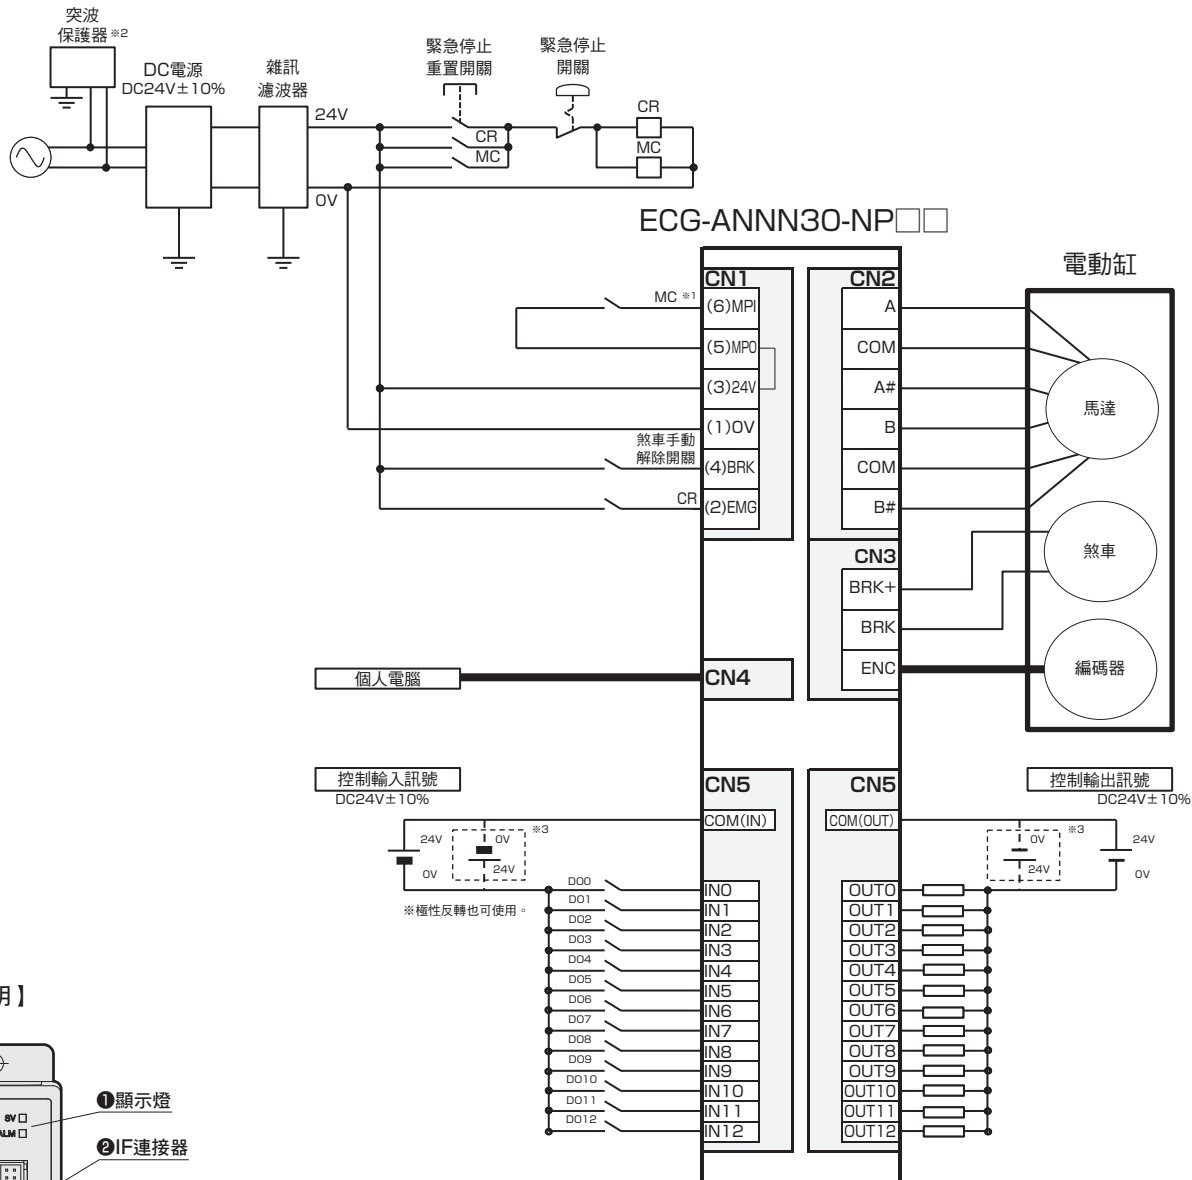 突波
保護器※2
DC電源
DC24V±10%
雜訊
濾波器
緊急停止
重置開關
緊急停止
開關
24V
CR
MC
CR
MC
0V
ECG-ANNN30-NP□□
電動缸
CN1
MC ※1
(6)MPI
(5)MPO
(3)24V
(1)0V
煞車手動
解除開關
(4)BRK
CR
(2)EMG
CN2
A
COM
A#
B
COM
B#
馬達
CN3
BRK+
BRK
ENC
煞車
編碼器
個人電腦
CN4
控制輸入訊號
DC24V±10%
CN5
COM(IN)
24V
0V
0V
24V
※3
※極性反轉也可使用。
DO0
IN0
DO1
IN1
DO2
IN2
DO3
IN3
DO4
IN4
DO5
IN5
DO6
IN6
DO7
IN7
DO8
IN8
DO9
IN9
DO10
IN10
DO11
IN11
DO12
IN12
CN5
控制輸出訊號
DC24V±10%
COM(OUT)
0V
24V
※3
24V
0V
OUT0
OUT1
OUT2
OUT3
OUT4
OUT5
OUT6
OUT7
OUT8
OUT9
OUT10
OUT11
OUT12
明】
SV
ALM
❶顯示燈
❷IF連接器